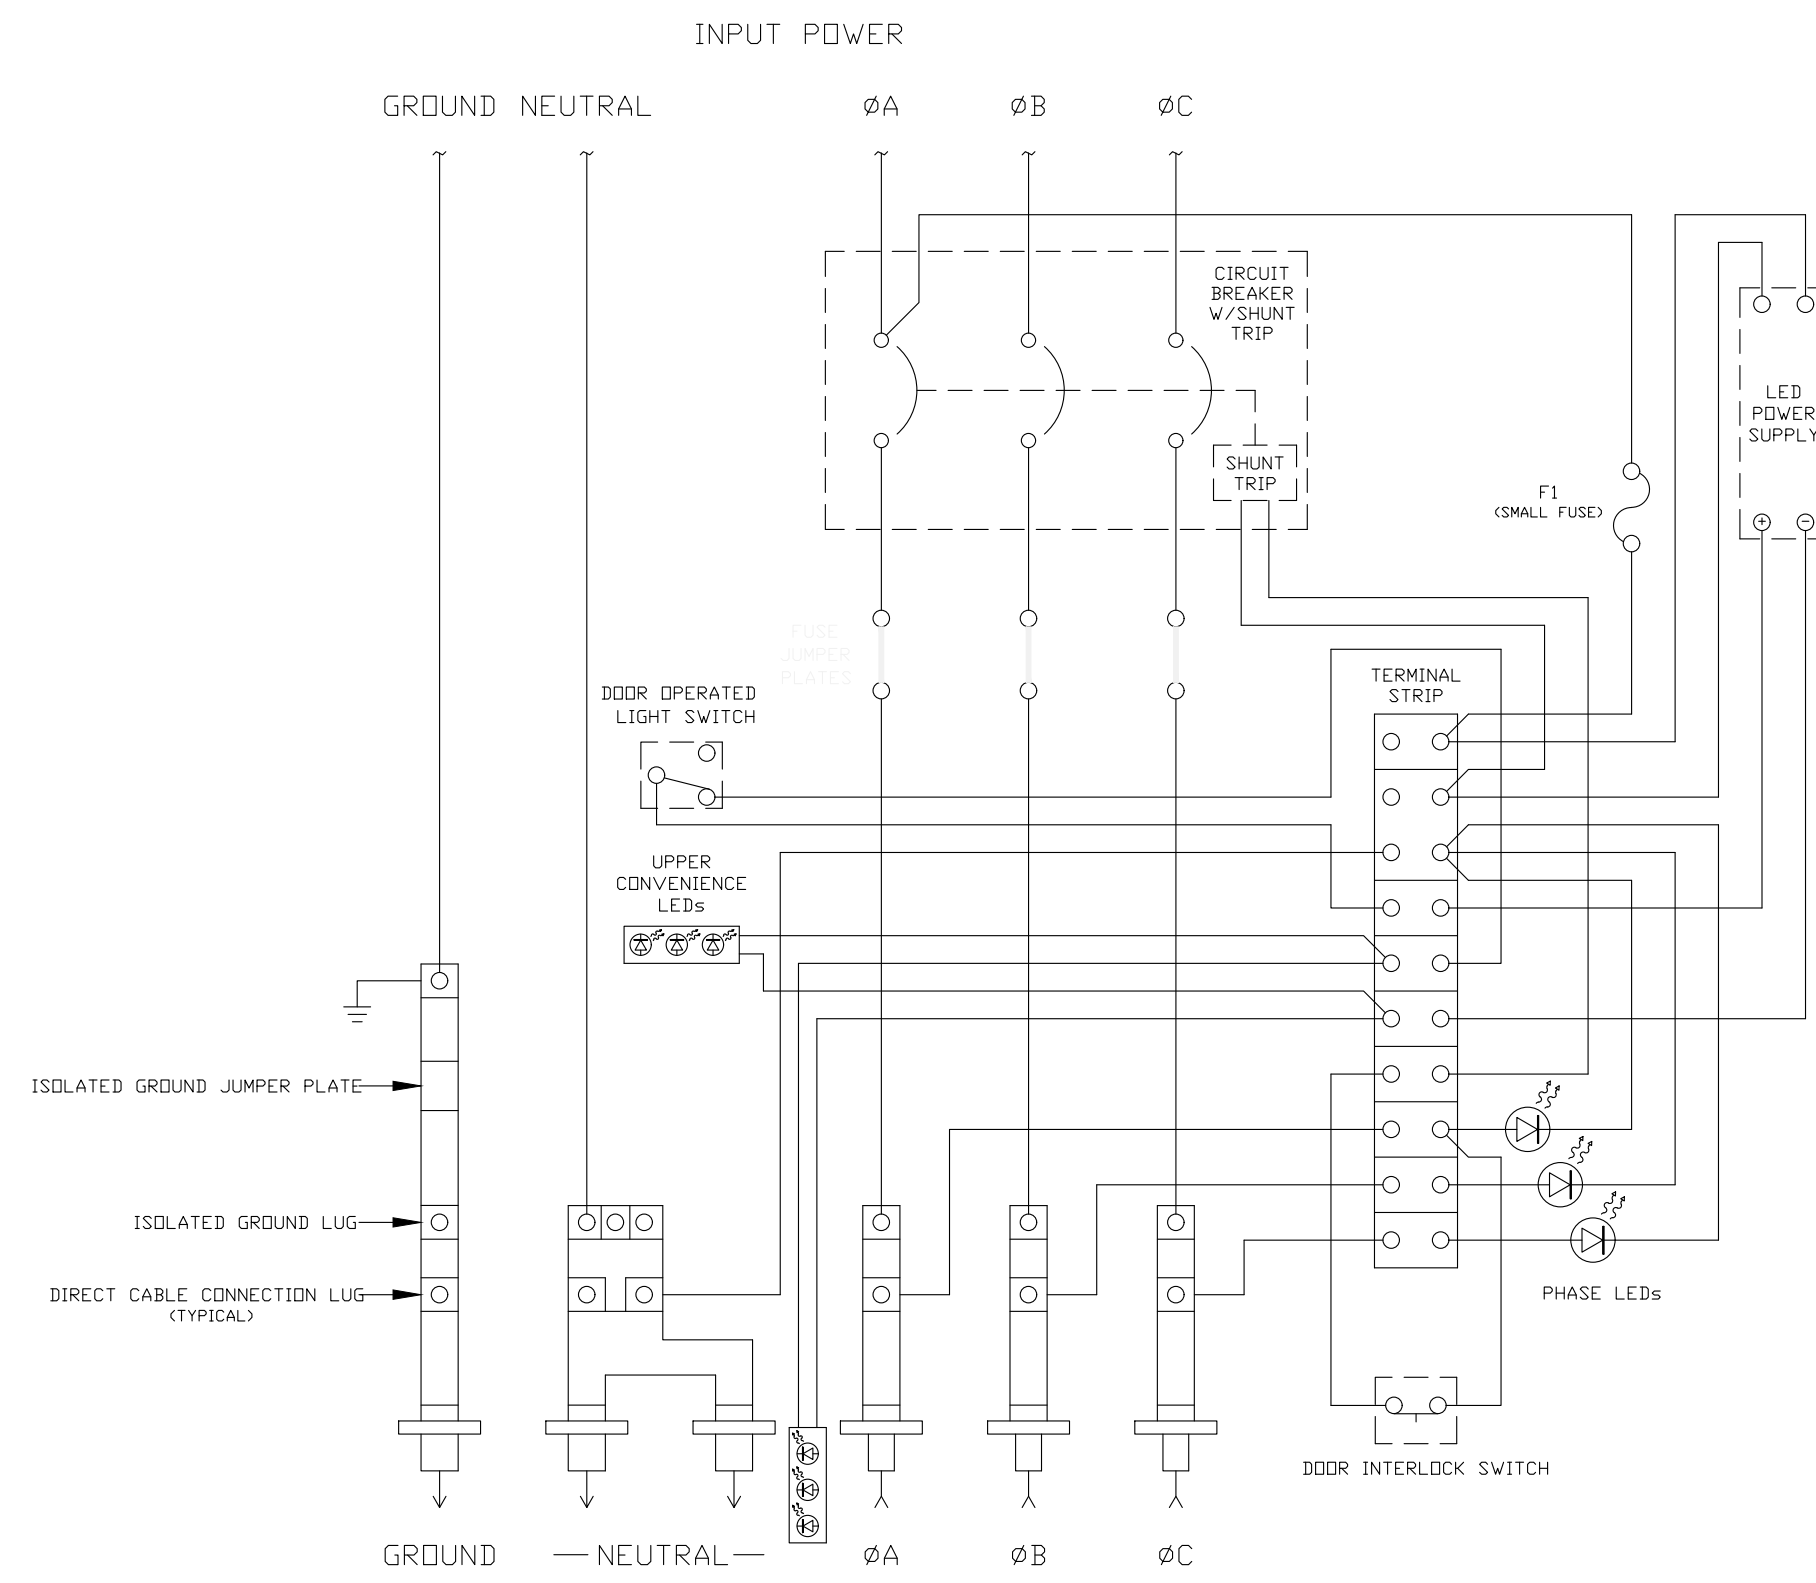 INPUT POWER
GROUND NEUTRAL ØA ØB ØC
CIRCUIT
BREAKER
W/SHUNT
TRIP
LED
POWER
SUPPLY
SHUNT
TRIP
F1
(SMALL FUSE)
+ −
FUSE
JUMPER
PLATES
TERMINAL
STRIP
DOOR OPERATED
LIGHT SWITCH
UPPER
CONVENIENCE
LEDs
ISOLATED GROUND JUMPER PLATE
ISOLATED GROUND LUG
DIRECT CABLE CONNECTION LUG
(TYPICAL)
PHASE LEDs
DOOR INTERLOCK SWITCH
GROUND — NEUTRAL — ØA ØB ØC